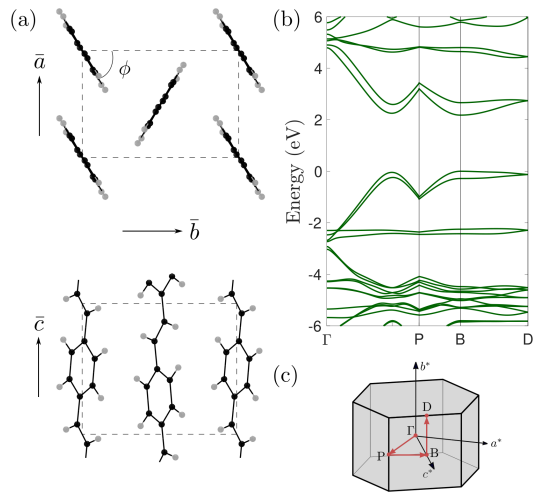 (a)
ā
ϕ
b̄
c̄
(b)
Energy (eV)
6
4
2
0
-2
-4
-6
Γ
P
B
D
(c)
b*
D
Γ
a*
P
B
c*